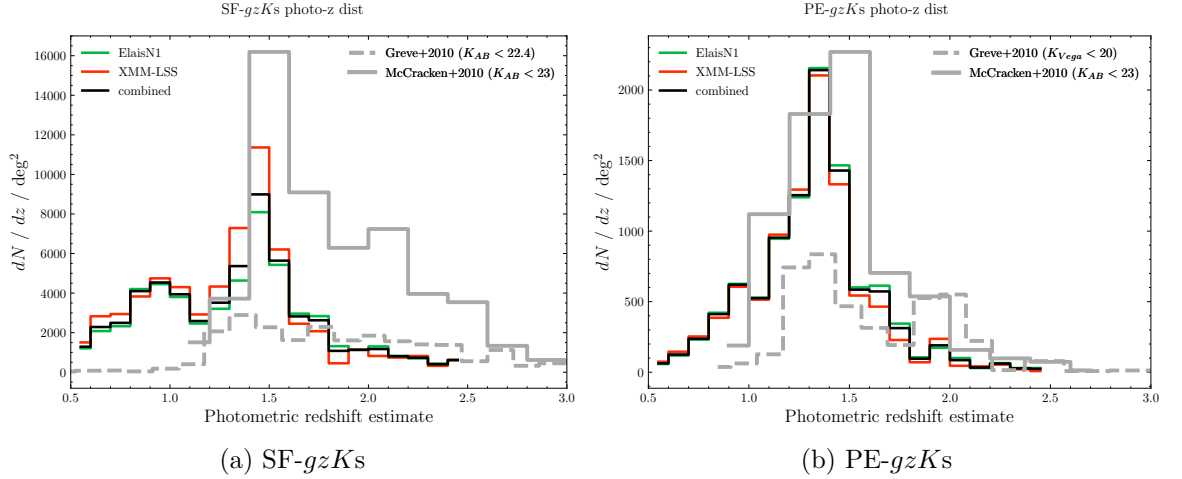 SF-gzKs photo-z dist
ElaisN1
XMM-LSS
combined
Greve+2010 (K_AB < 22.4)
McCracken+2010 (K_AB < 23)
16000
14000
12000
10000
8000
6000
4000
2000
0
dN / dz / deg²
0.5 1.0 1.5 2.0 2.5 3.0
Photometric redshift estimate
(a) SF-gzKs
PE-gzKs photo-z dist
ElaisN1
XMM-LSS
combined
Greve+2010 (K_Vega < 20)
McCracken+2010 (K_AB < 23)
2000
1500
1000
500
0
dN / dz / deg²
0.5 1.0 1.5 2.0 2.5 3.0
Photometric redshift estimate
(b) PE-gzKs